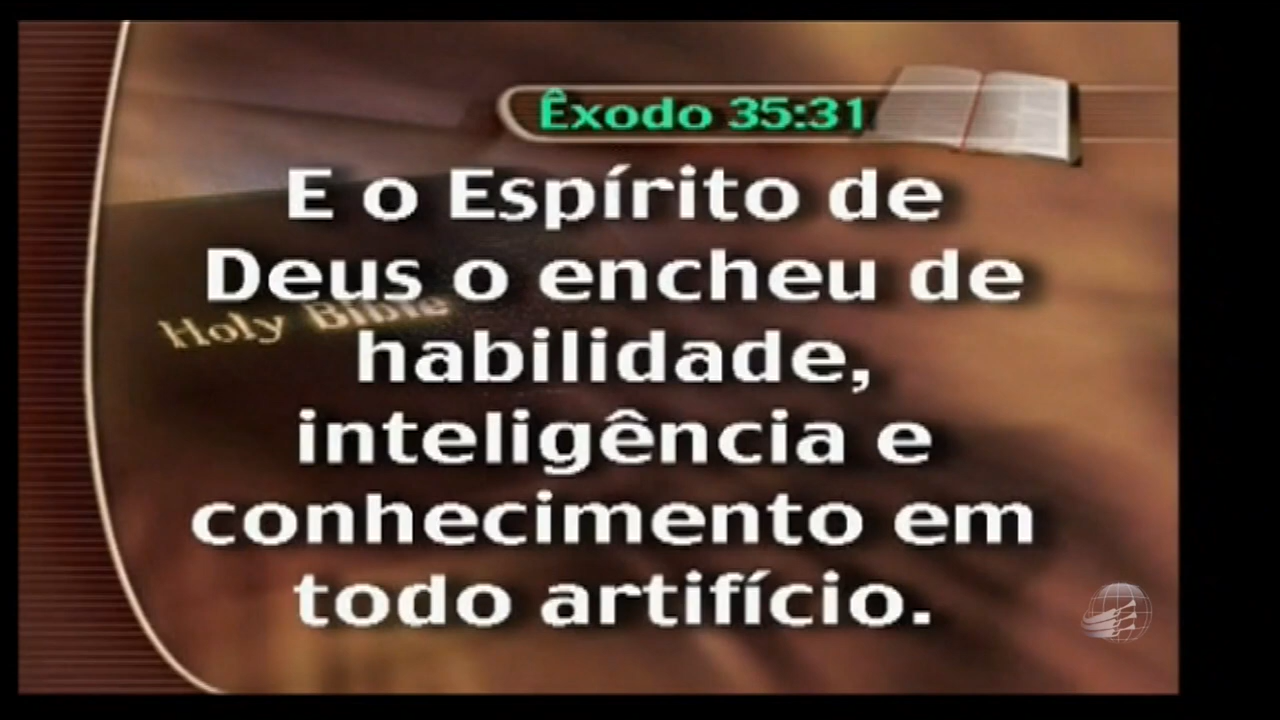 Êxodo 35:31
E o Espírito de
Deus o encheu de
Holy Bible
habilidade,
inteligência e
conhecimento em
todo artifício.